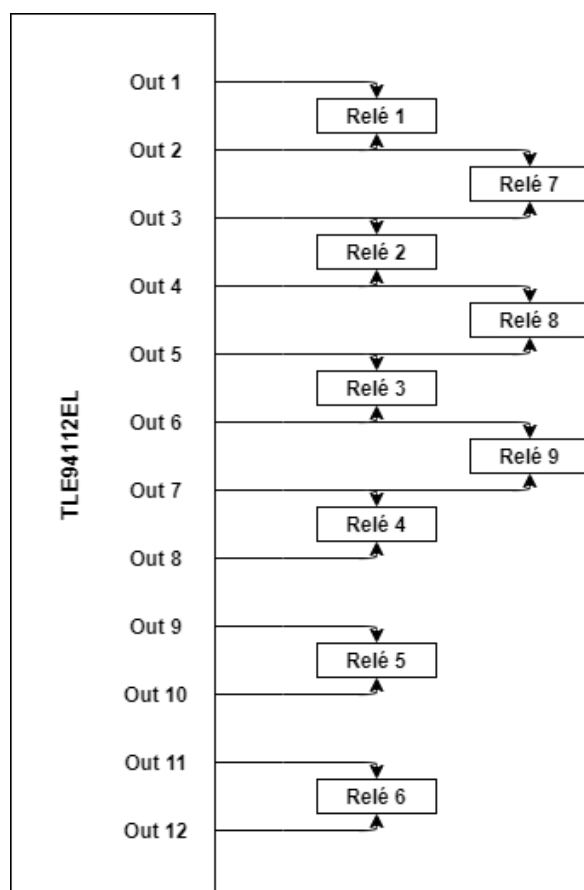 Out 1
Relé 1
Out 2
Relé 7
Out 3
Relé 2
Out 4
Relé 8
Out 5
Relé 3
Out 6
TLE94112EL
Relé 9
Out 7
Relé 4
Out 8
Out 9
Relé 5
Out 10
Out 11
Relé 6
Out 12